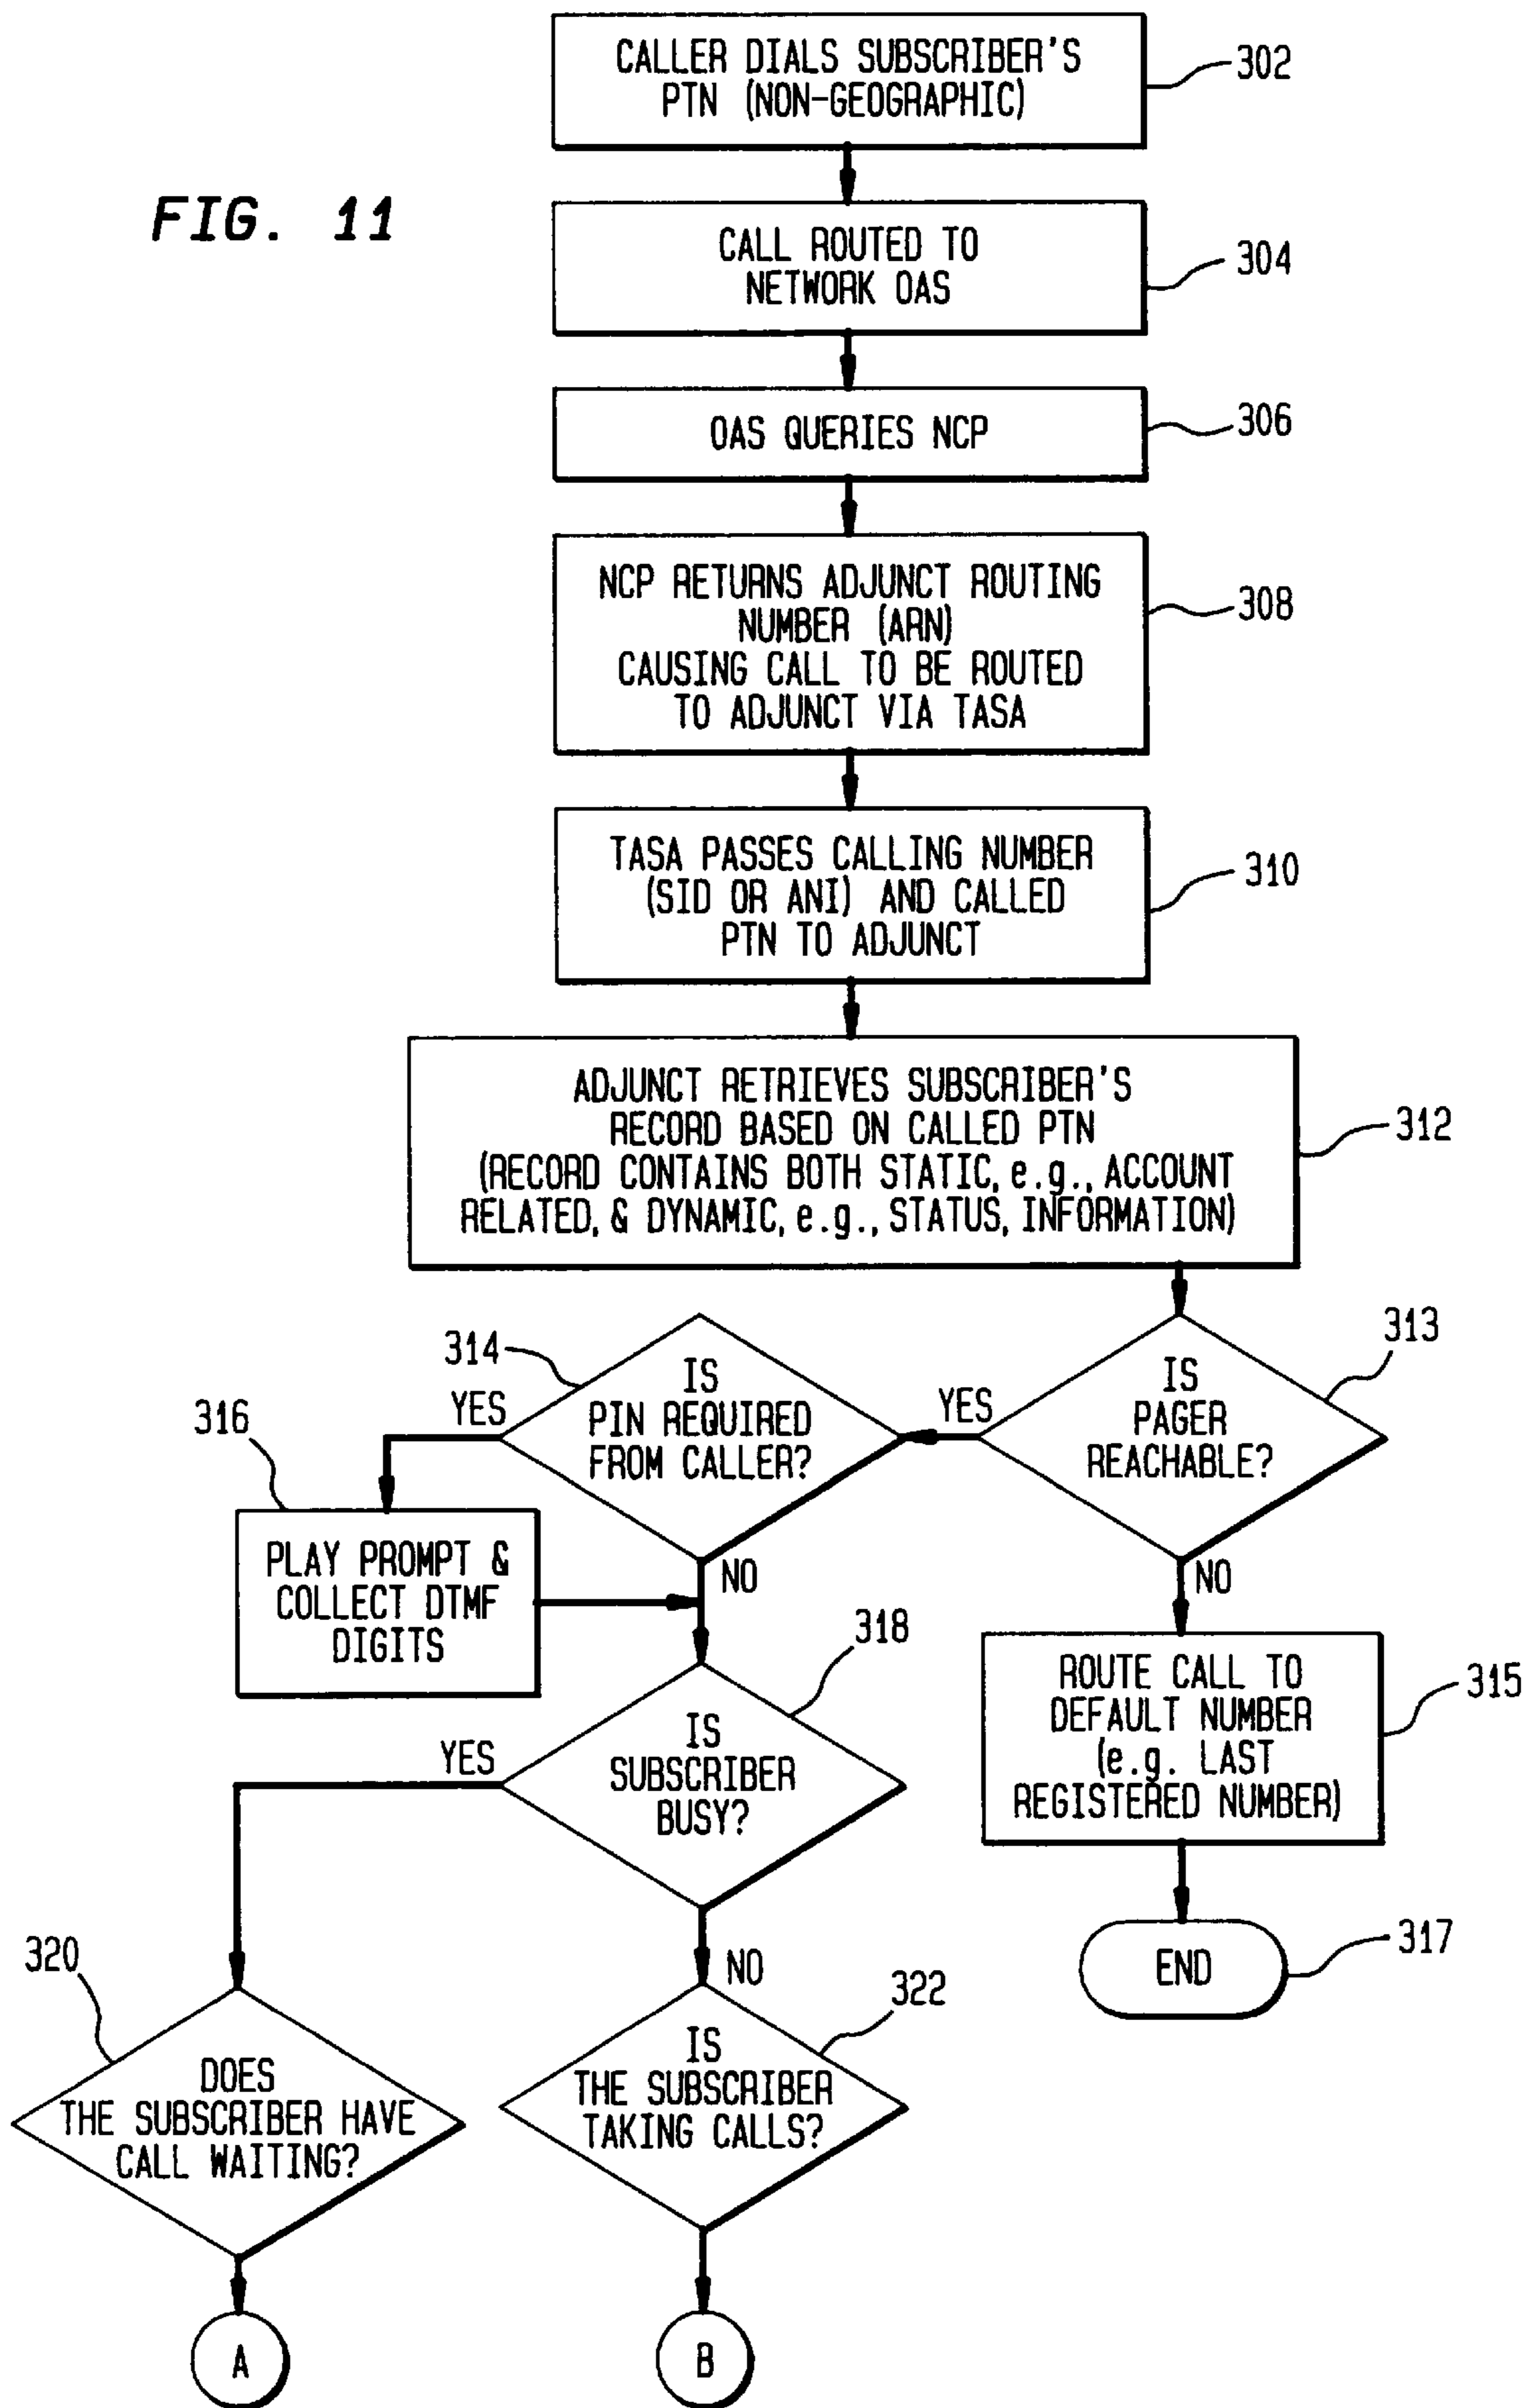 FIG. 11
CALLER DIALS SUBSCRIBER'S
PTN (NON-GEOGRAPHIC)
302
CALL ROUTED TO
NETWORK OAS
304
OAS QUERIES NCP
306
NCP RETURNS ADJUNCT ROUTING
NUMBER (ARN)
CAUSING CALL TO BE ROUTED
TO ADJUNCT VIA TASA
308
TASA PASSES CALLING NUMBER
(SID OR ANI) AND CALLED
PTN TO ADJUNCT
310
ADJUNCT RETRIEVES SUBSCRIBER'S
RECORD BASED ON CALLED PTN
(RECORD CONTAINS BOTH STATIC, e.g., ACCOUNT
RELATED, & DYNAMIC, e.g., STATUS, INFORMATION)
312
313
IS
PAGER
REACHABLE?
YES
NO
314
IS
PIN REQUIRED
FROM CALLER?
YES
NO
316
PLAY PROMPT &
COLLECT DTMF
DIGITS
ROUTE CALL TO
DEFAULT NUMBER
(e.g. LAST
REGISTERED NUMBER)
315
END
317
318
IS
SUBSCRIBER
BUSY?
YES
NO
320
DOES
THE SUBSCRIBER HAVE
CALL WAITING?
322
IS
THE SUBSCRIBER
TAKING CALLS?
A
B